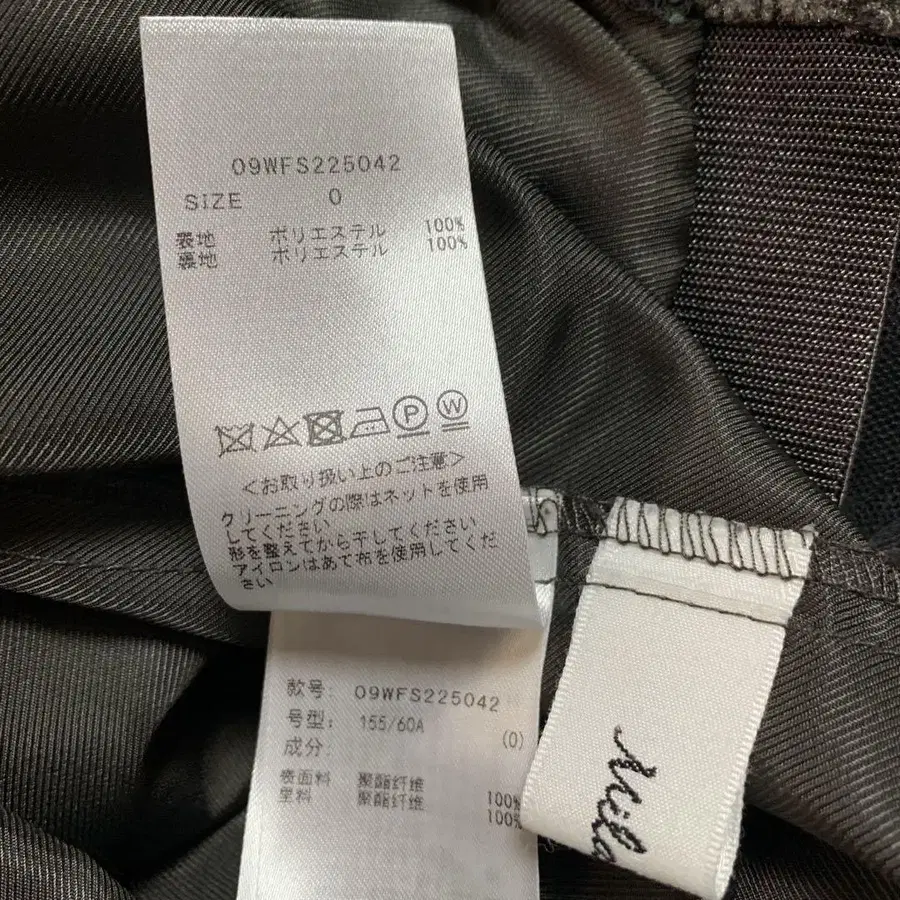 09WFS225042
SIZE 0
表地 ポリエステル 100%
裏地 ポリエステル 100%
P W
<お取り扱い上のご注意>
クリーニングの際はネットを使用
してください
形を整えてから干してください
アイロンはあて布を使用してくだ
さい
款号: 09WFS225042
号型: 155/60A (0)
成分:
表面料 聚酯纤维 100%
里料 聚酯纤维 100%